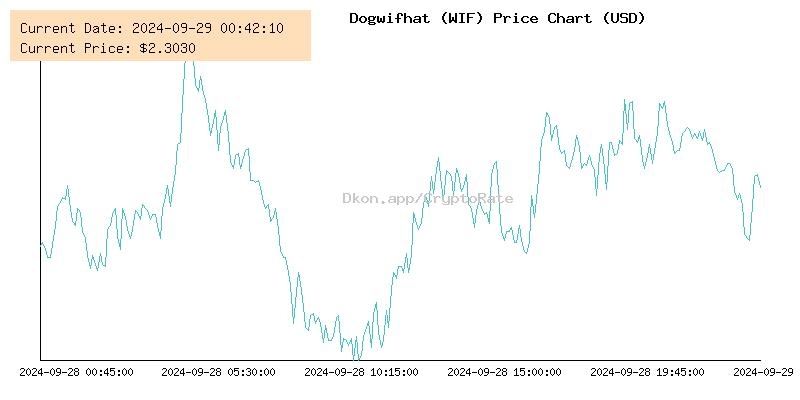 Dogwifhat (WIF) Price Chart (USD)
Current Date: 2024-09-29 00:42:10
Current Price: $2.3030
Dkon.app/CryptoRate
2024-09-28 00:45:00 2024-09-28 05:30:00 2024-09-28 10:15:00 2024-09-28 15:00:00 2024-09-28 19:45:00 2024-09-29